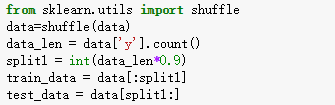 from sklearn.utils import shuffle
data=shuffle(data)
data_len = data['y'].count()
split1 = int(data_len*0.9)
train_data = data[:split1]
test_data = data[split1:]